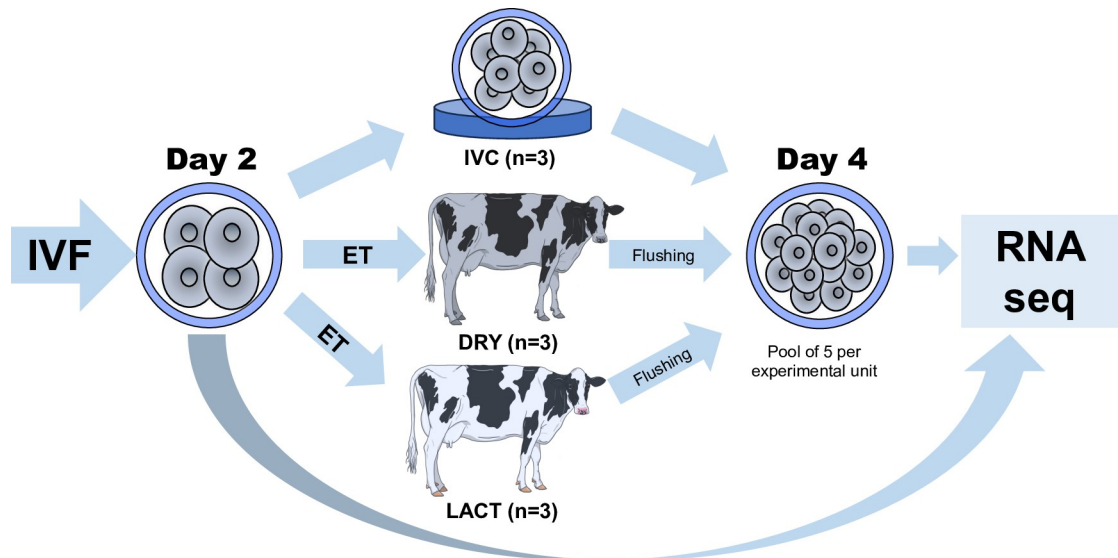 IVC (n=3)
Day 2
Day 4
IVF
ET
Flushing
DRY (n=3)
ET
Flushing
LACT (n=3)
Pool of 5 per
experimental unit
RNA
seq